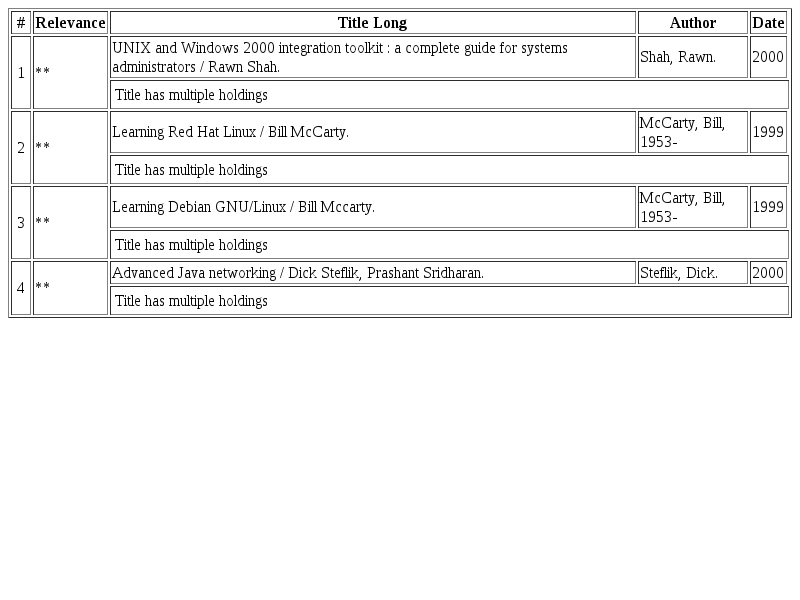 # Relevance Title Long Author Date
1 ** UNIX and Windows 2000 integration toolkit : a complete guide for systems administrators / Rawn Shah. Shah, Rawn. 2000
Title has multiple holdings
2 ** Learning Red Hat Linux / Bill McCarty. McCarty, Bill, 1953- 1999
Title has multiple holdings
3 ** Learning Debian GNU/Linux / Bill Mccarty. McCarty, Bill, 1953- 1999
Title has multiple holdings
4 ** Advanced Java networking / Dick Steflik, Prashant Sridharan. Steflik, Dick. 2000
Title has multiple holdings